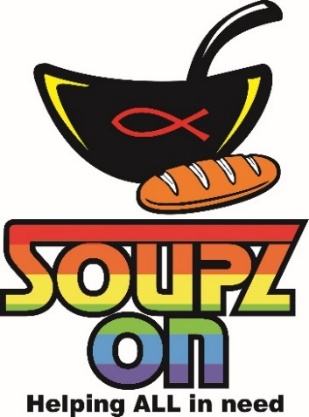 SOUPZ
on
Helping ALL in need